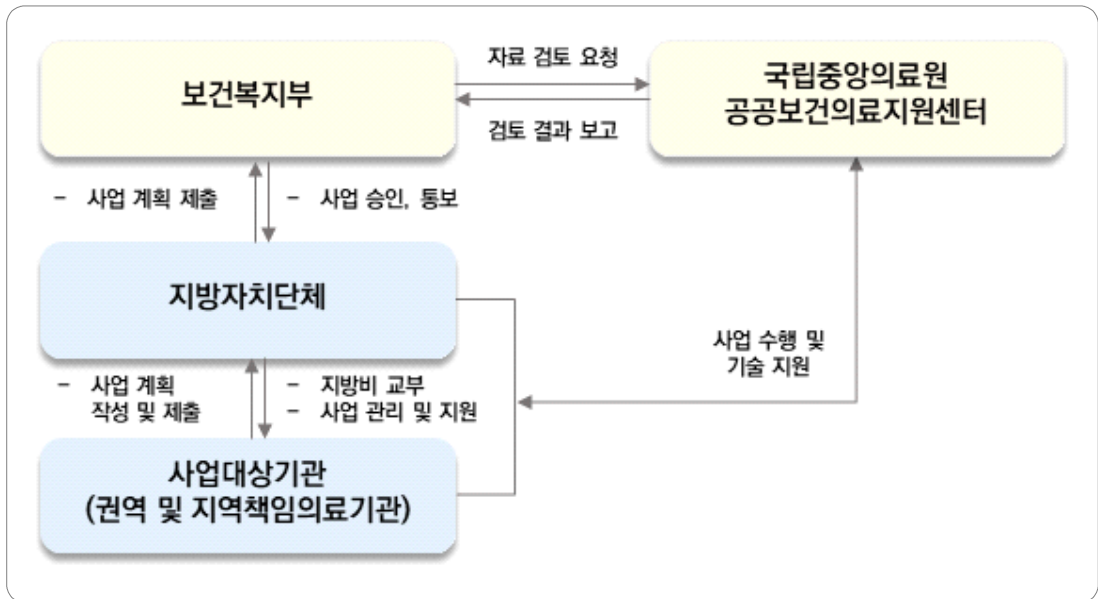 보건복지부
자료 검토 요청
검토 결과 보고
국립중앙의료원
공공보건의료지원센터
- 사업 계획 제출
- 사업 승인, 통보
지방자치단체
- 사업 계획
작성 및 제출
- 지방비 교부
- 사업 관리 및 지원
사업 수행 및
기술 지원
사업대상기관
(권역 및 지역책임의료기관)